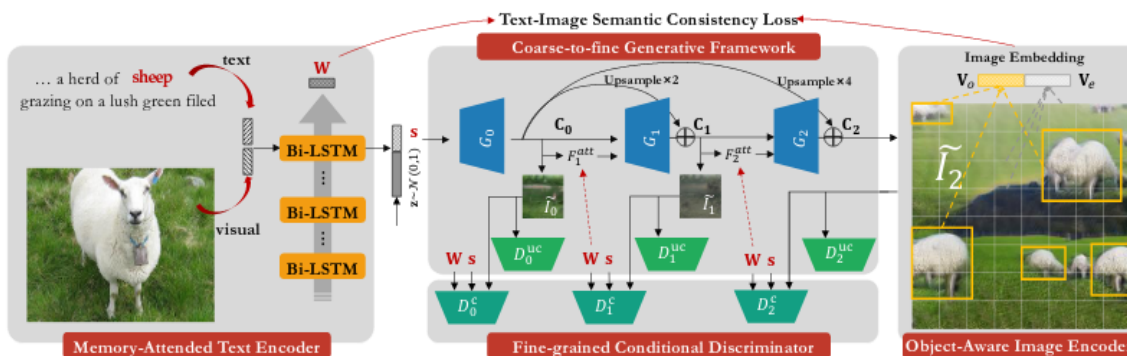 Text-Image Semantic Consistency Loss
Coarse-to-fine Generative Framework
… a herd of sheep
grazing on a lush green filed
text
visual
W
Bi-LSTM
⋮ ⋮
Bi-LSTM
⋮ ⋮
Bi-LSTM
Memory-Attended Text Encoder
s
z~𝒩(0,1)
Upsample×2
Upsample×4
G₀
C₀
G₁
C₁
G₂
C₂
F₁ᵃᵗᵗ
F₂ᵃᵗᵗ
Ĩ₀
Ĩ₁
D₀ᵘᶜ
D₁ᵘᶜ
D₂ᵘᶜ
W s
W s
W s
D₀ᶜ
D₁ᶜ
D₂ᶜ
Fine-grained Conditional Discriminator
Image Embedding
Vₒ
Vₑ
Ĩ₂
Object-Aware Image Encode